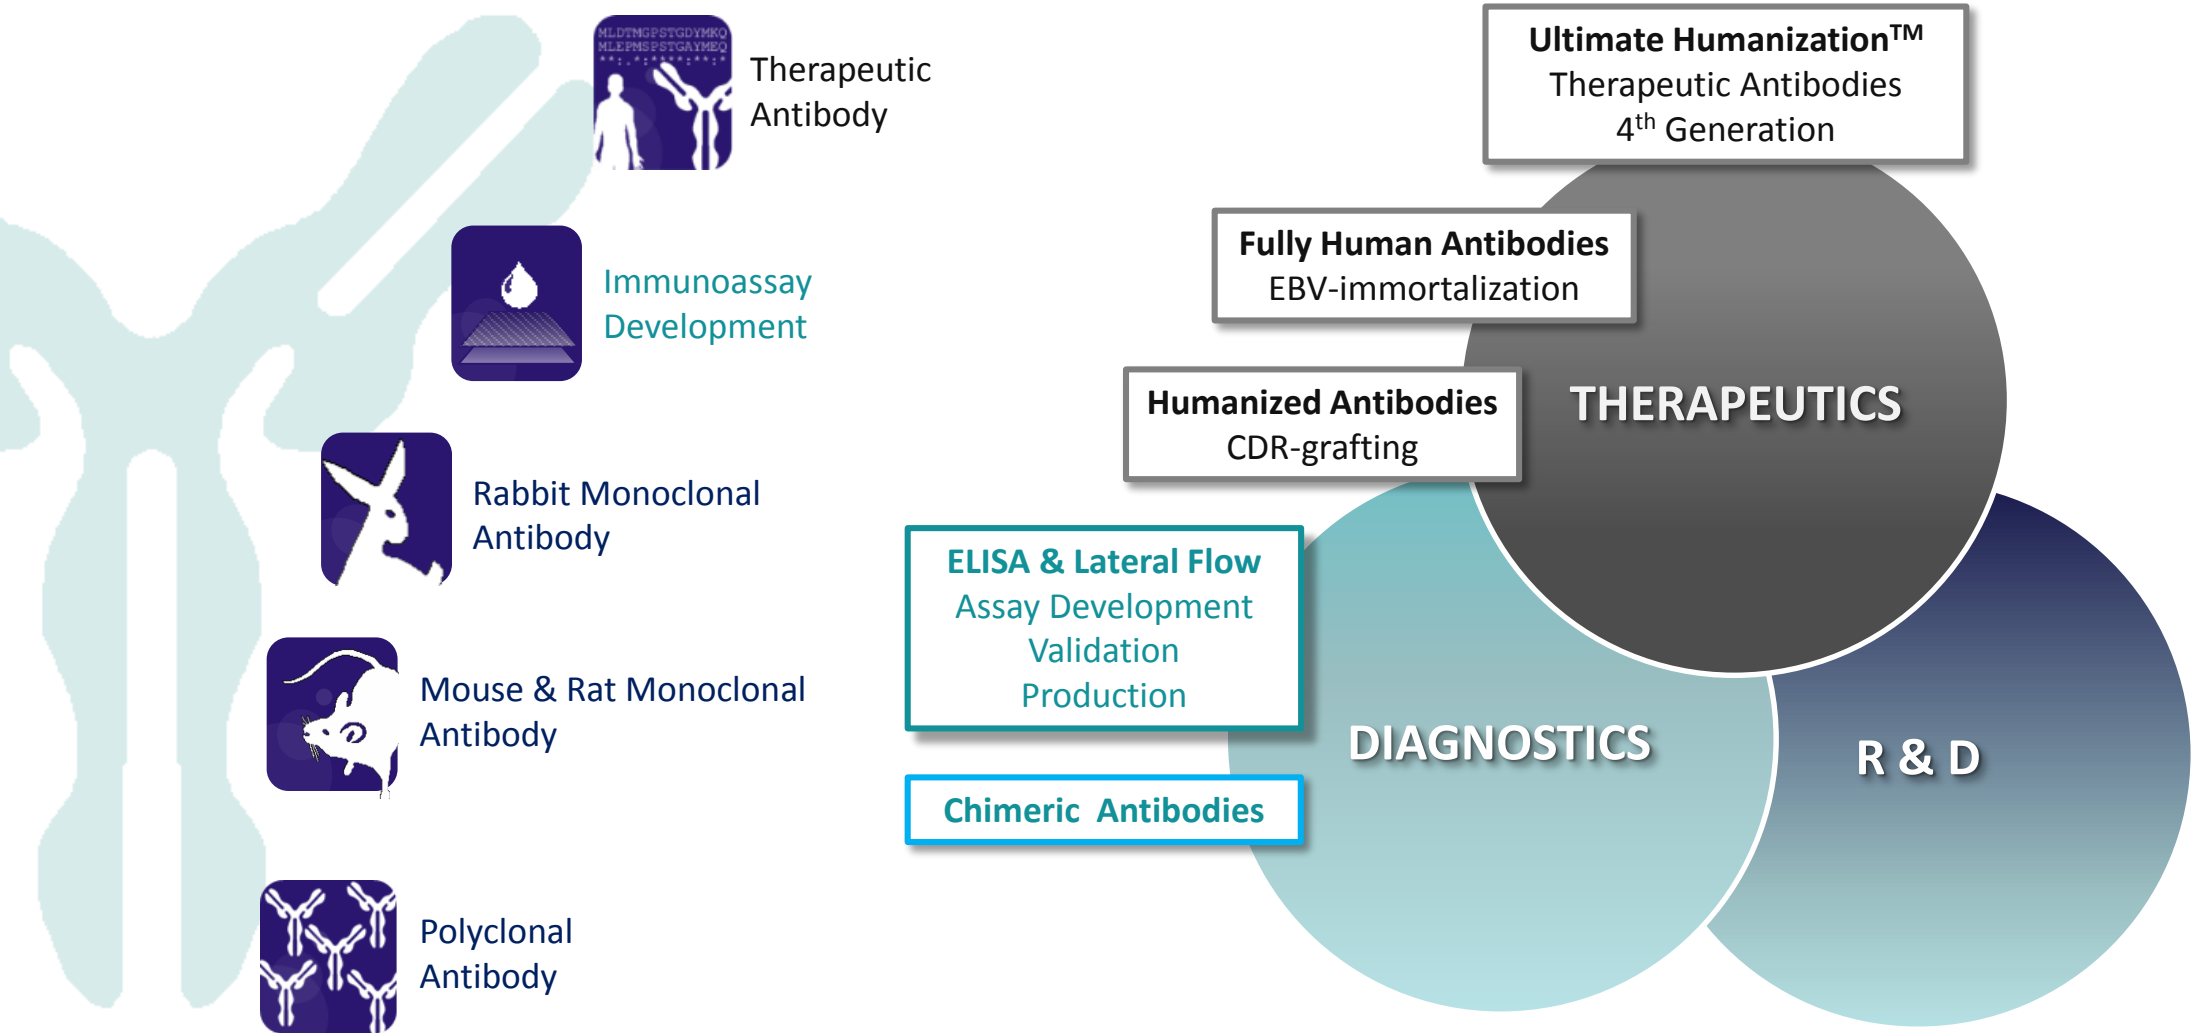 MLDTMGPSTGDYMKQ
MLEPMSPSTGAYMEQ
**:.*:****:**:*
Therapeutic
Antibody
Immunoassay
Development
Rabbit Monoclonal
Antibody
Mouse & Rat Monoclonal
Antibody
Polyclonal
Antibody
Ultimate Humanization™
Therapeutic Antibodies
4th Generation
Fully Human Antibodies
EBV-immortalization
Humanized Antibodies
CDR-grafting
ELISA & Lateral Flow
Assay Development
Validation
Production
Chimeric Antibodies
THERAPEUTICS
DIAGNOSTICS
R & D